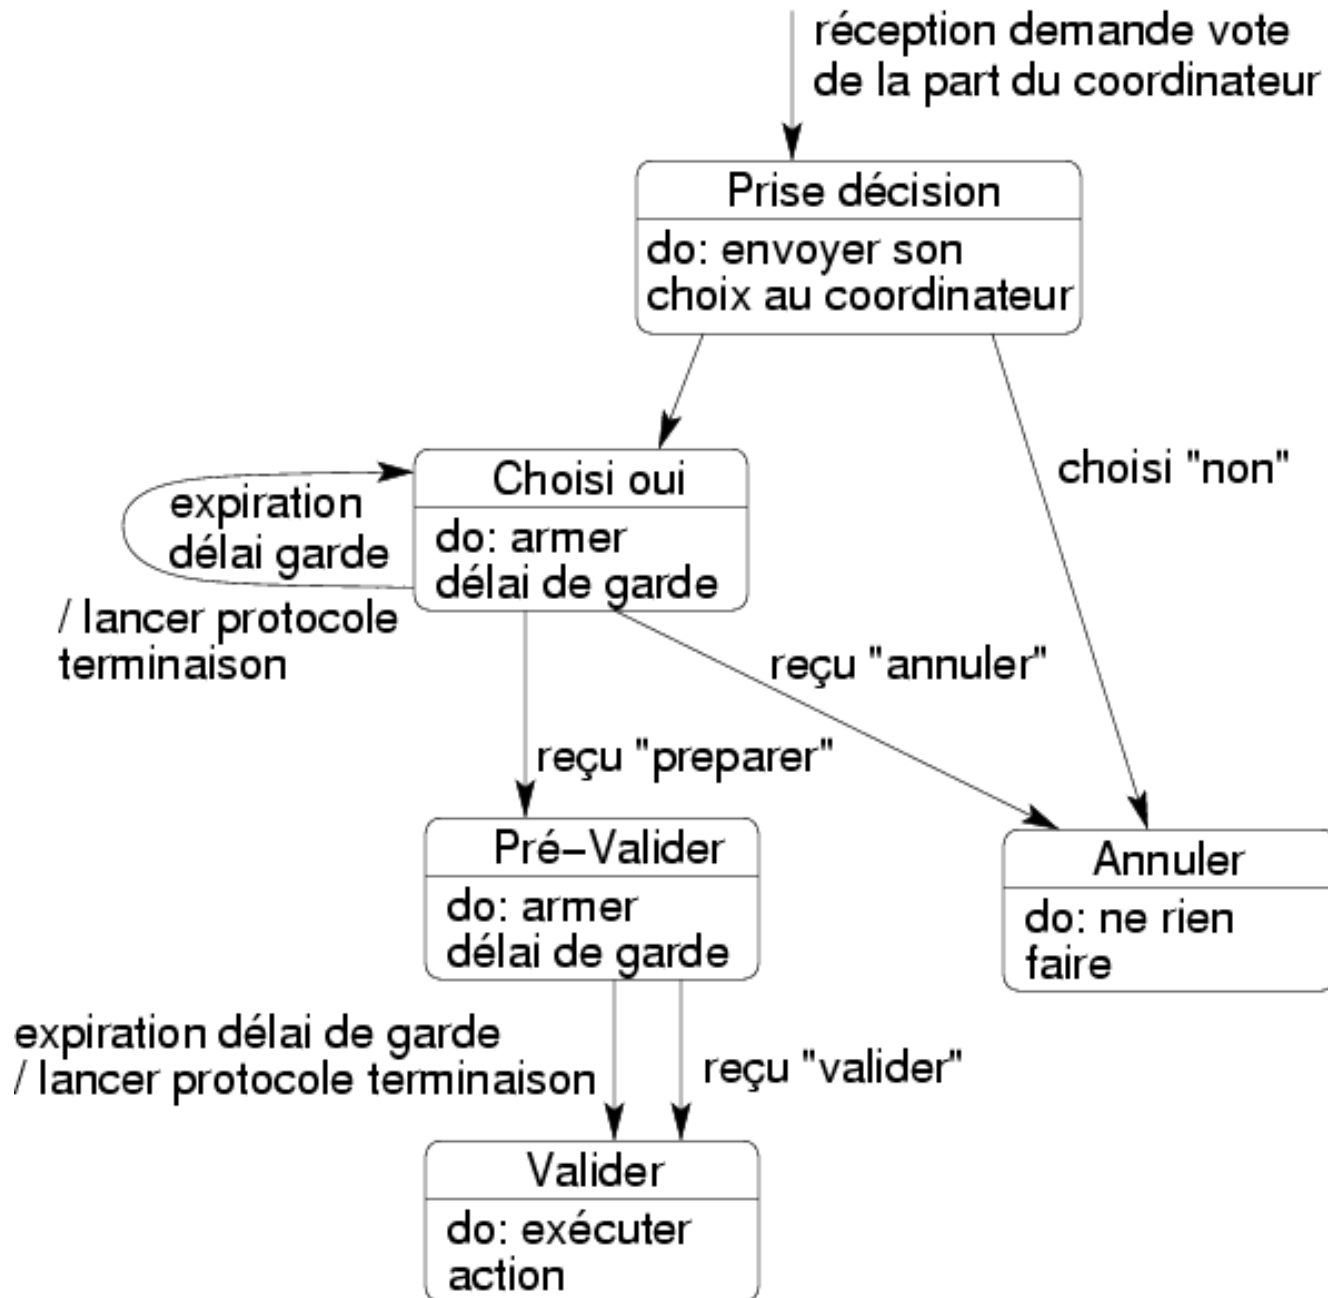 réception demande vote
de la part du coordinateur
Prise décision
do: envoyer son
choix au coordinateur
choisi "non"
Choisi oui
do: armer
délai de garde
expiration
délai garde
/ lancer protocole
terminaison
reçu "annuler"
reçu "preparer"
Pré-Valider
do: armer
délai de garde
Annuler
do: ne rien
faire
expiration délai de garde
/ lancer protocole terminaison
reçu "valider"
Valider
do: exécuter
action